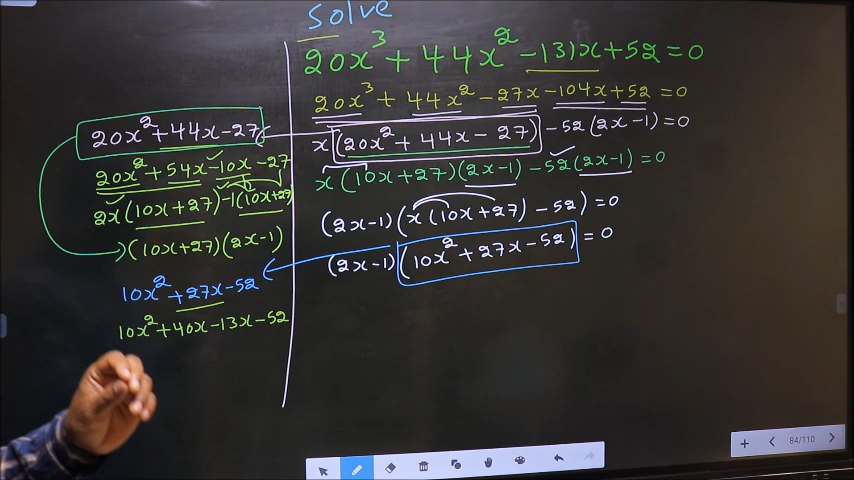 Solve
20x³ + 44x² - 131x + 52 = 0
20x³ + 44x² - 27x - 104x + 52 = 0
x(20x² + 44x - 27) - 52(2x - 1) = 0
x(10x + 27)(2x - 1) - 52(2x - 1) = 0
(2x - 1)(x(10x + 27) - 52) = 0
(2x - 1)(10x² + 27x - 52) = 0
20x² + 44x - 27
20x² + 54x - 10x - 27
2x(10x + 27) - 1(10x + 27)
(10x + 27)(2x - 1)
10x² + 27x - 52
10x² + 40x - 13x - 52
84/110